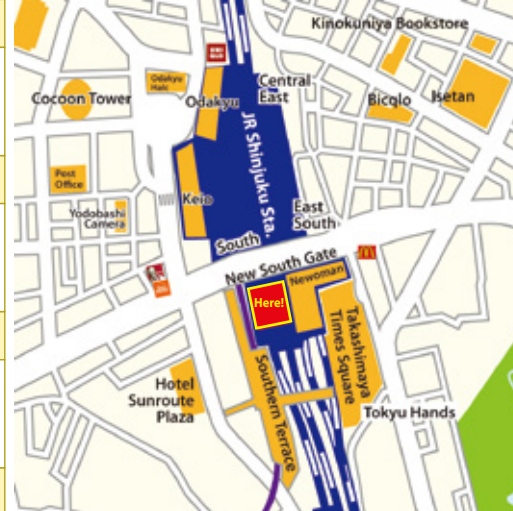 Kinokuniya Bookstore
Odakyu
Halc
Central
East
Cocoon Tower
Odakyu
Bicqlo
Isetan
JR Shinjuku Sta.
Post
Office
Keio
Yodobashi
Camera
East
South
South
New South Gate
Newoman
Here!
Takashimaya
Times Square
Southern Terrace
Hotel
Sunroute
Plaza
Tokyu Hands